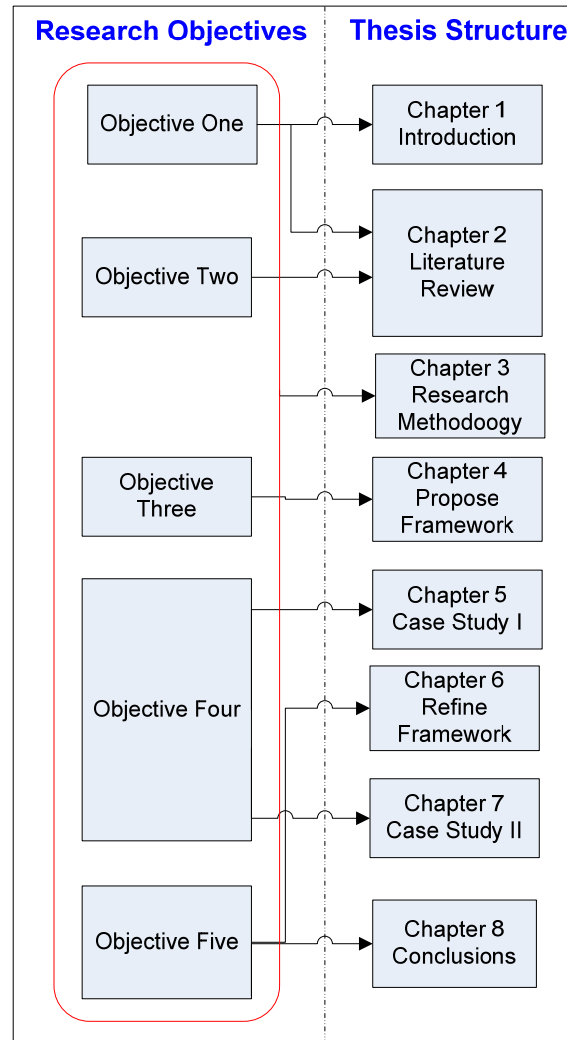 Research Objectives
Thesis Structure
Objective One
Chapter 1
Introduction
Chapter 2
Literature
Review
Objective Two
Chapter 3
Research
Methodoogy
Objective
Three
Chapter 4
Propose
Framework
Chapter 5
Case Study I
Objective Four
Chapter 6
Refine
Framework
Chapter 7
Case Study II
Objective Five
Chapter 8
Conclusions